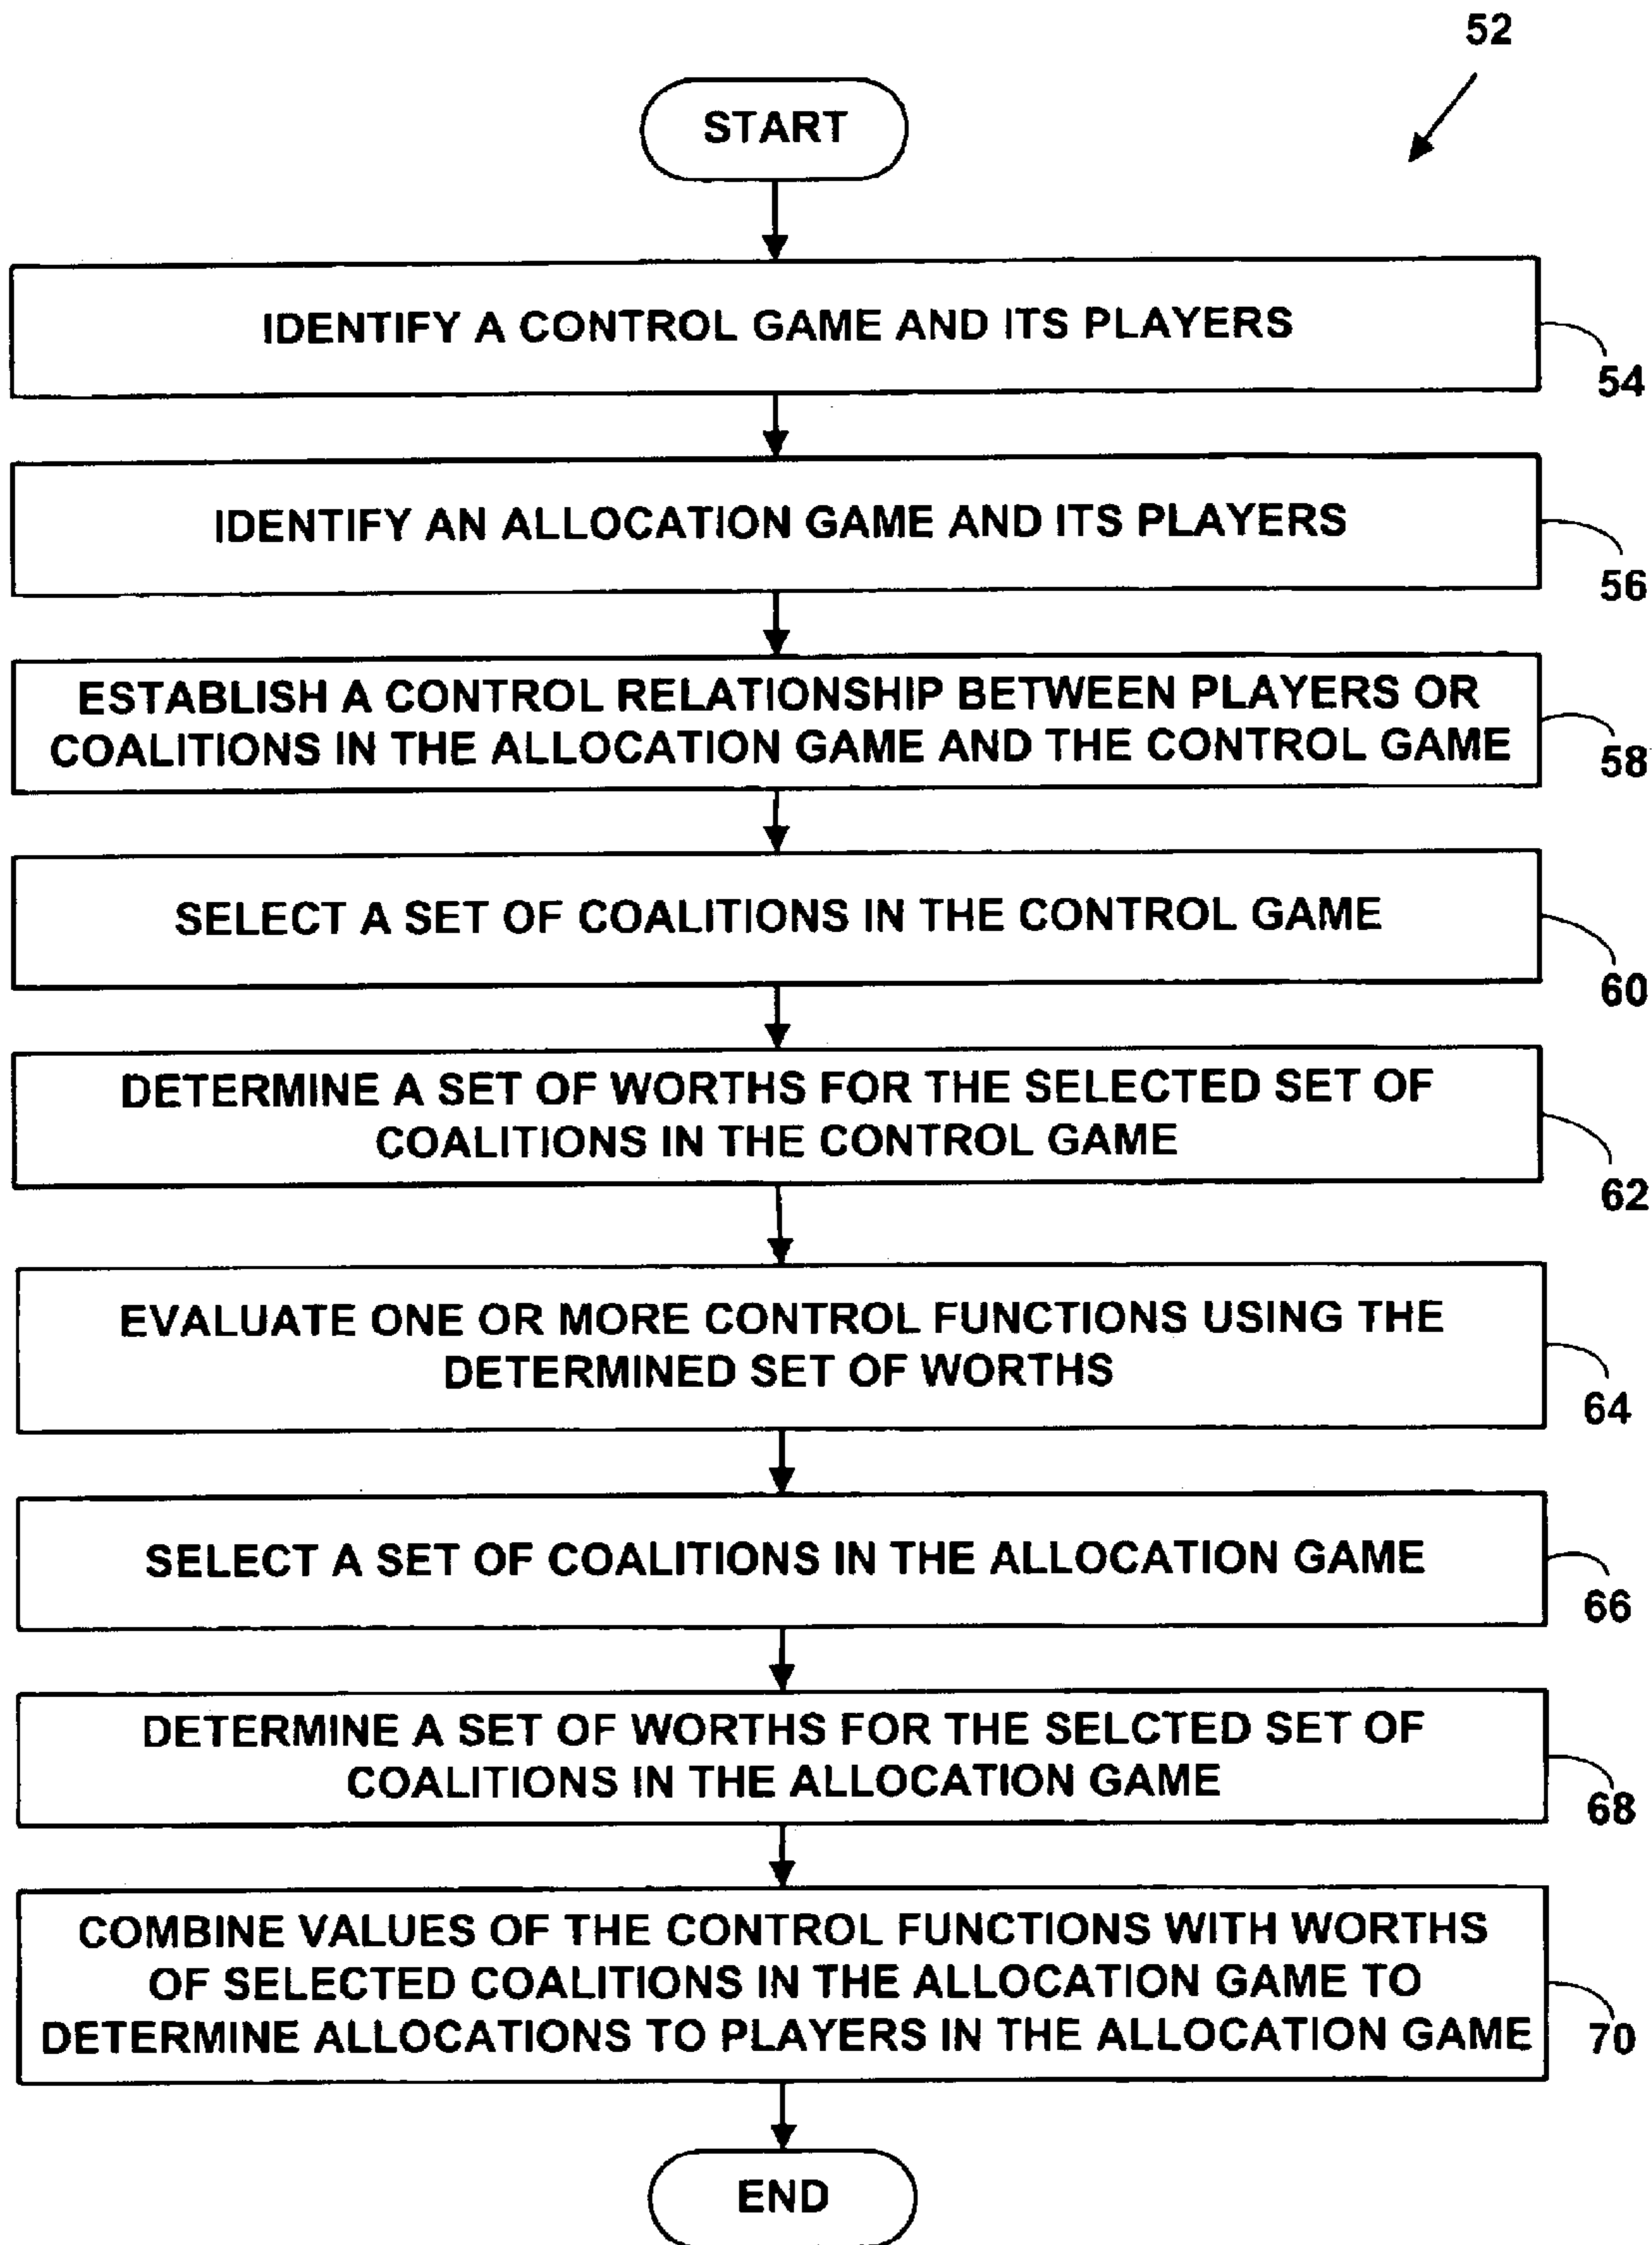 52
START
IDENTIFY A CONTROL GAME AND ITS PLAYERS
54
IDENTIFY AN ALLOCATION GAME AND ITS PLAYERS
56
ESTABLISH A CONTROL RELATIONSHIP BETWEEN PLAYERS OR
COALITIONS IN THE ALLOCATION GAME AND THE CONTROL GAME
58
SELECT A SET OF COALITIONS IN THE CONTROL GAME
60
DETERMINE A SET OF WORTHS FOR THE SELECTED SET OF
COALITIONS IN THE CONTROL GAME
62
EVALUATE ONE OR MORE CONTROL FUNCTIONS USING THE
DETERMINED SET OF WORTHS
64
SELECT A SET OF COALITIONS IN THE ALLOCATION GAME
66
DETERMINE A SET OF WORTHS FOR THE SELCTED SET OF
COALITIONS IN THE ALLOCATION GAME
68
COMBINE VALUES OF THE CONTROL FUNCTIONS WITH WORTHS
OF SELECTED COALITIONS IN THE ALLOCATION GAME TO
DETERMINE ALLOCATIONS TO PLAYERS IN THE ALLOCATION GAME
70
END